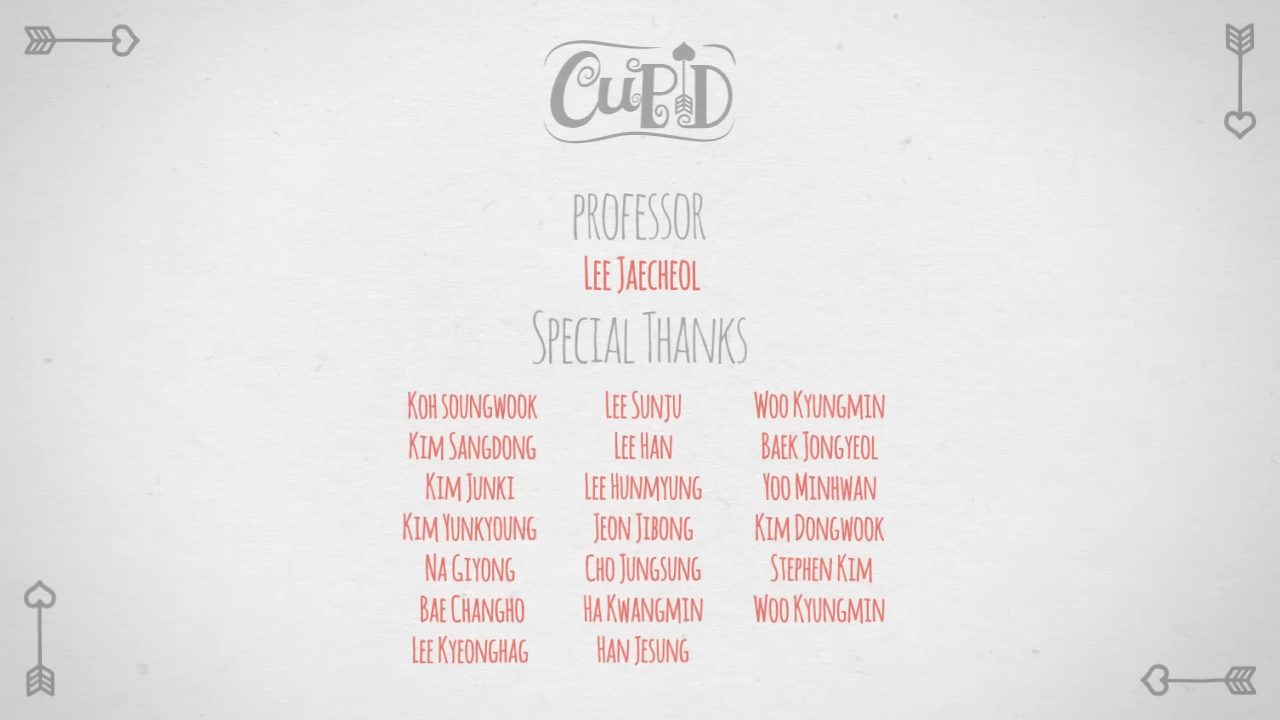 CUPID
PROFESSOR
LEE JAECHEOL
SPECIAL THANKS
KOH SOUNGWOOK LEE SUNJU WOO KYUNGMIN
KIM SANGDONG LEE HAN BAEK JONGYEOL
KIM JUNKI LEE HUNMYUNG YOO MINHWAN
KIM YUNKYOUNG JEON JIBONG KIM DONGWOOK
NA GIYONG CHO JUNGSUNG STEPHEN KIM
BAE CHANGHO HA KWANGMIN WOO KYUNGMIN
LEE KYEONGHAG HAN JESUNG